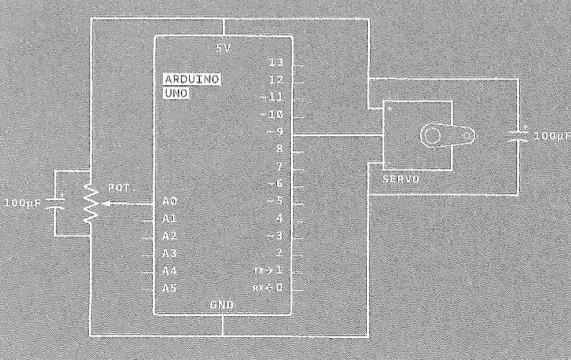 5V
ARDUINO
UNO
13
12
~11
~10
~9
8
7
~6
~5
4
~3
2
TX→1
RX←0
A0
A1
A2
A3
A4
A5
GND
POT.
100µF
+
+
SERVO
+
100µF